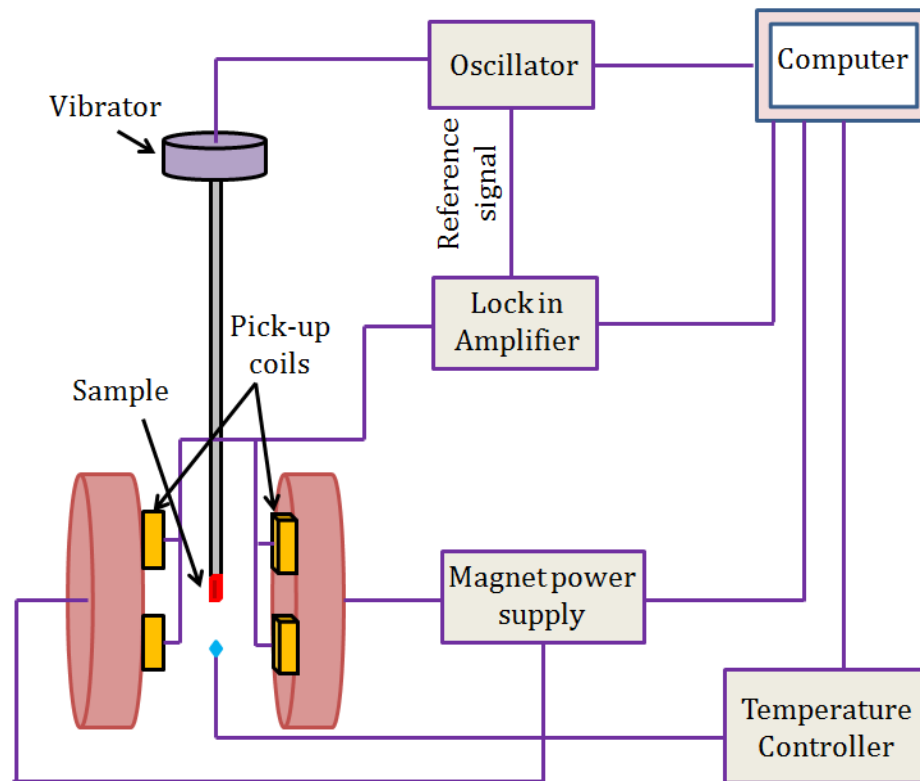 Oscillator
Computer
Vibrator
Reference
signal
Lock in
Amplifier
Pick-up
coils
Sample
Magnet power
supply
Temperature
Controller